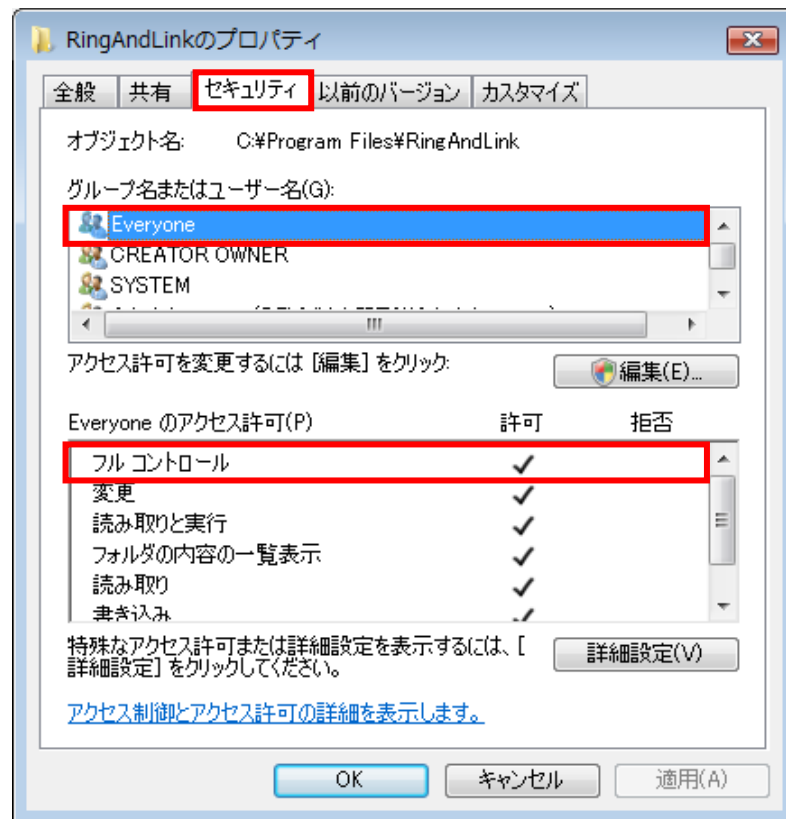 RingAndLinkのプロパティ
全般 共有 セキュリティ 以前のバージョン カスタマイズ
オブジェクト名: C:¥Program Files¥RingAndLink
グループ名またはユーザー名(G):
Everyone
CREATOR OWNER
SYSTEM
アクセス許可を変更するには [編集] をクリック:
編集(E)...
Everyone のアクセス許可(P) 許可 拒否
フル コントロール
変更
読み取りと実行
フォルダの内容の一覧表示
読み取り
書き込み
特殊なアクセス許可または詳細設定を表示するには、[
詳細設定] をクリックしてください。
詳細設定(V)
アクセス制御とアクセス許可の詳細を表示します。
OK キャンセル 適用(A)